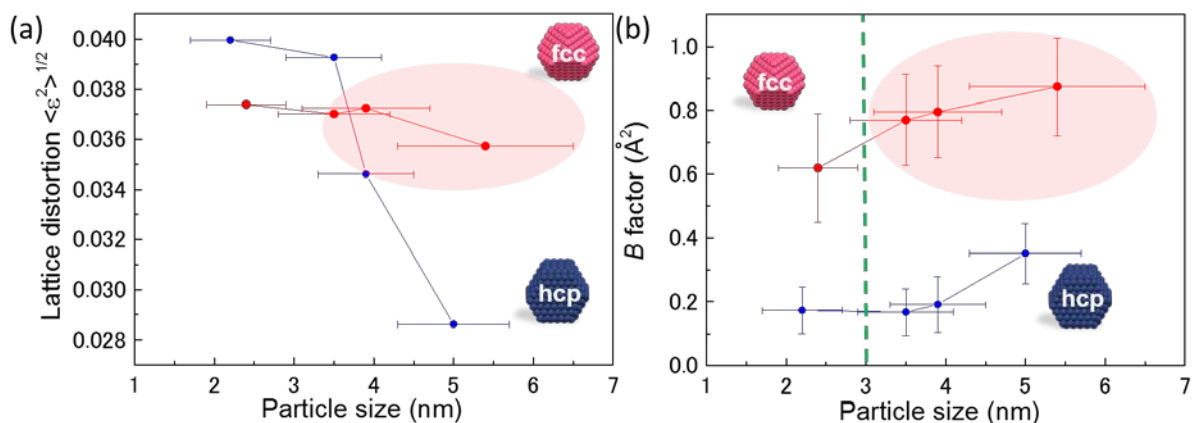 (a)
Lattice distortion <ε²>¹ᐟ²
0.040
0.038
0.036
0.034
0.032
0.030
0.028
fcc
hcp
1 2 3 4 5 6 7
Particle size (nm)
(b)
B factor (Å²)
1.0
0.8
0.6
0.4
0.2
0.0
fcc
hcp
1 2 3 4 5 6 7
Particle size (nm)